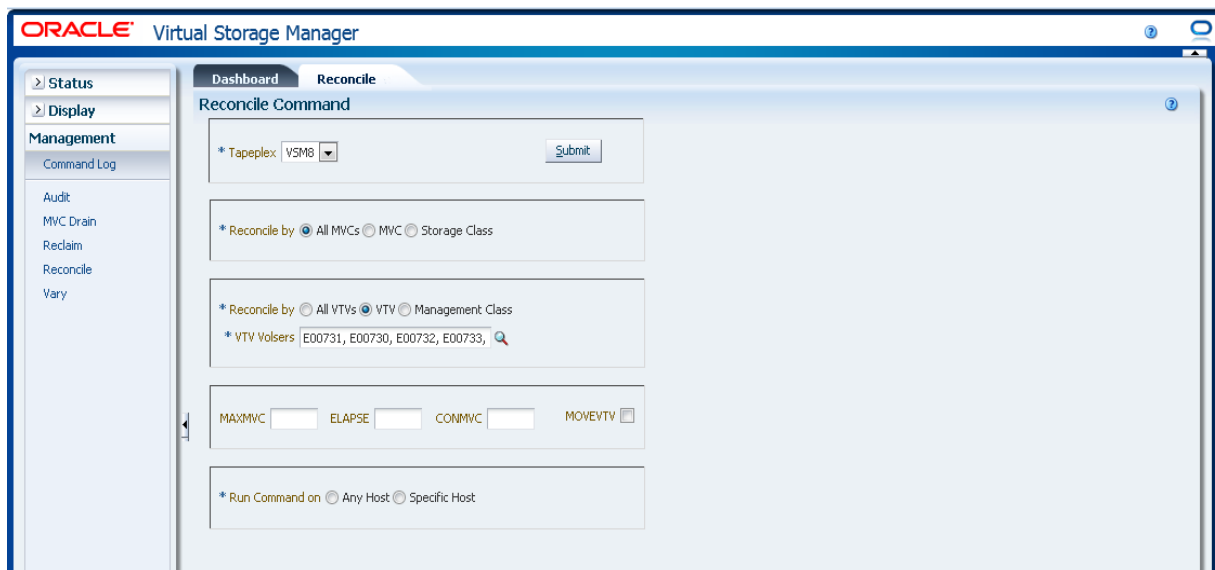 ORACLE® Virtual Storage Manager
Status
Display
Management
Command Log
Audit
MVC Drain
Reclaim
Reconcile
Vary
Dashboard Reconcile
Reconcile Command
* Tapeplex VSM8 Submit
* Reconcile by All MVCs MVC Storage Class
* Reconcile by All VTVs VTV Management Class
* VTV Volsers E00731, E00730, E00732, E00733,
MAXMVC ELAPSE CONMVC MOVEVTV
* Run Command on Any Host Specific Host